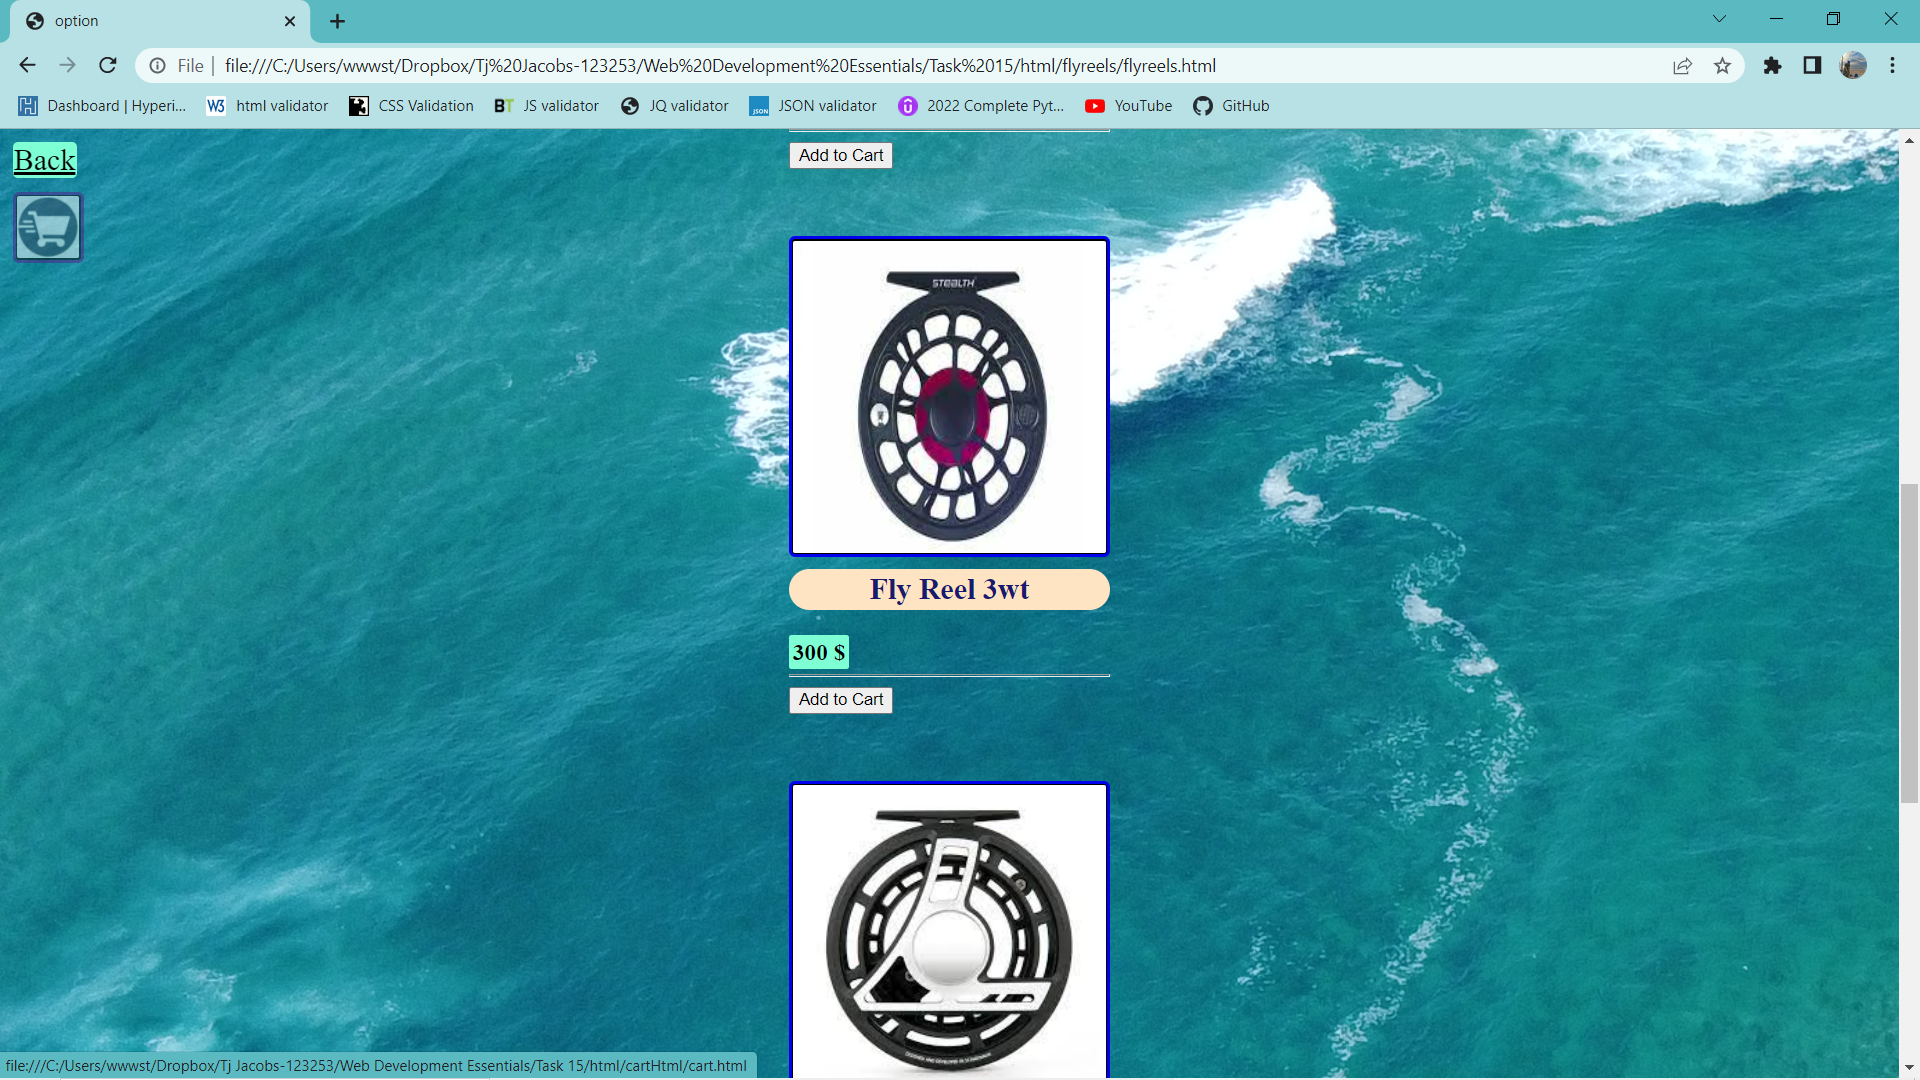 option
File
file:///C:/Users/wwwst/Dropbox/Tj%20Jacobs-123253/Web%20Development%20Essentials/Task%2015/html/flyreels/flyreels.html
Dashboard | Hyperi... W3 html validator CSS Validation BT JS validator JQ validator JSON JSON validator 2022 Complete Pyt... YouTube GitHub
Back
Add to Cart
STEALTH
Fly Reel 3wt
300 $
Add to Cart
file:///C:/Users/wwwst/Dropbox/Tj Jacobs-123253/Web Development Essentials/Task 15/html/cartHtml/cart.html